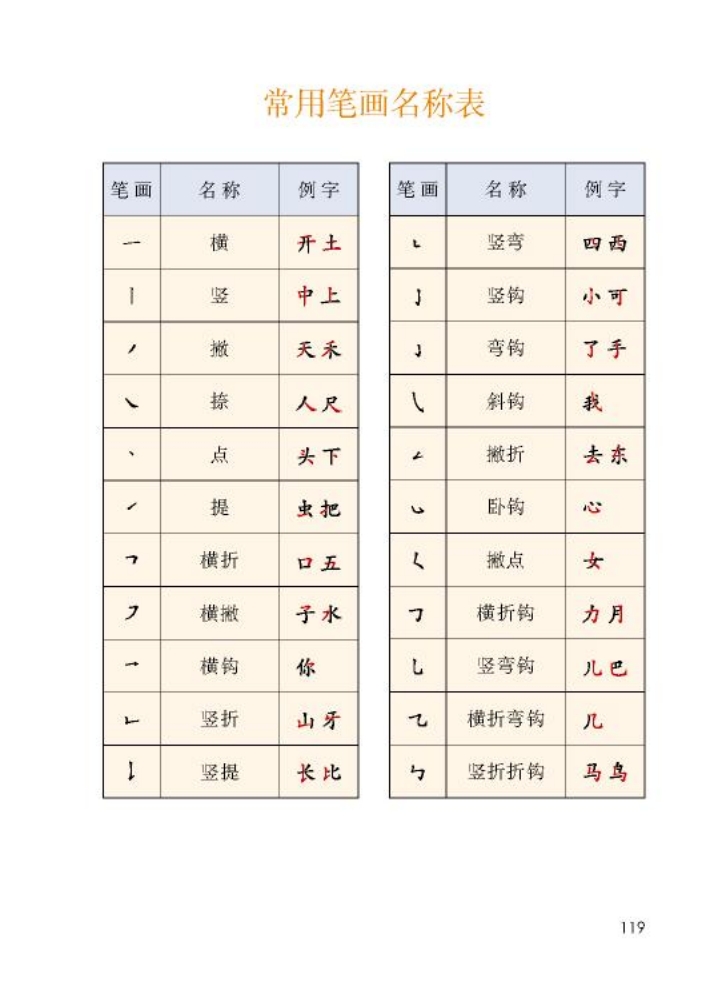 常用笔画名称表
笔画 名称 例字
㇐ 横 开土
㇑ 竖 中上
㇒ 撇 天禾
㇏ 捺 人尺
㇔ 点 头下
㇀ 提 虫把
㇕ 横折 口五
㇇ 横撇 子水
㇖ 横钩 你
㇗ 竖折 山牙
㇙ 竖提 长比
笔画 名称 例字
㇄ 竖弯 四西
㇚ 竖钩 小可
㇁ 弯钩 了手
㇂ 斜钩 我
㇜ 撇折 去东
㇃ 卧钩 心
㇛ 撇点 女
㇆ 横折钩 力月
㇟ 竖弯钩 儿巴
㇈ 横折弯钩 几
㇉ 竖折折钩 马鸟
119